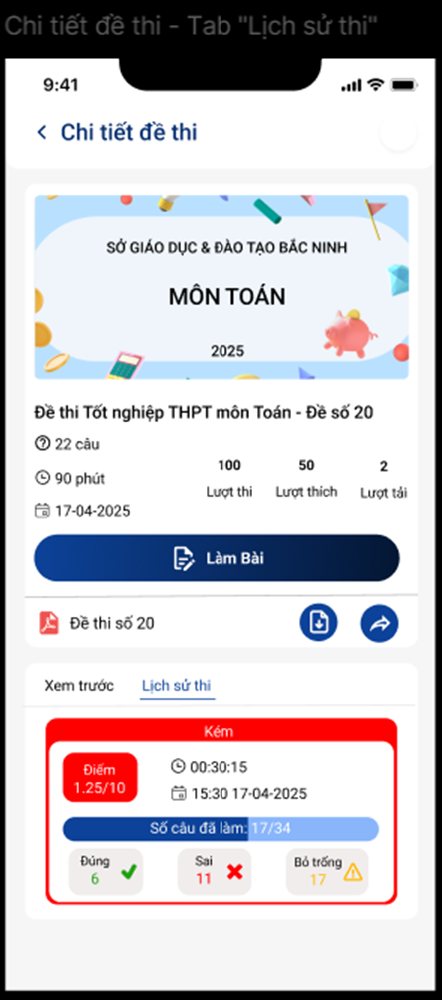 Chi tiết đề thi - Tab "Lịch sử thi"
9:41
Chi tiết đề thi
SỞ GIÁO DỤC & ĐÀO TẠO BẮC NINH
MÔN TOÁN
2025
Đề thi Tốt nghiệp THPT môn Toán - Đề số 20
22 câu
90 phút
17-04-2025
100
Lượt thi
50
Lượt thích
2
Lượt tải
Làm Bài
Đề thi số 20
Xem trước
Lịch sử thi
Kém
Điểm
1.25/10
00:30:15
15:30 17-04-2025
Số câu đã làm: 17/34
Đúng
6
Sai
11
Bỏ trống
17